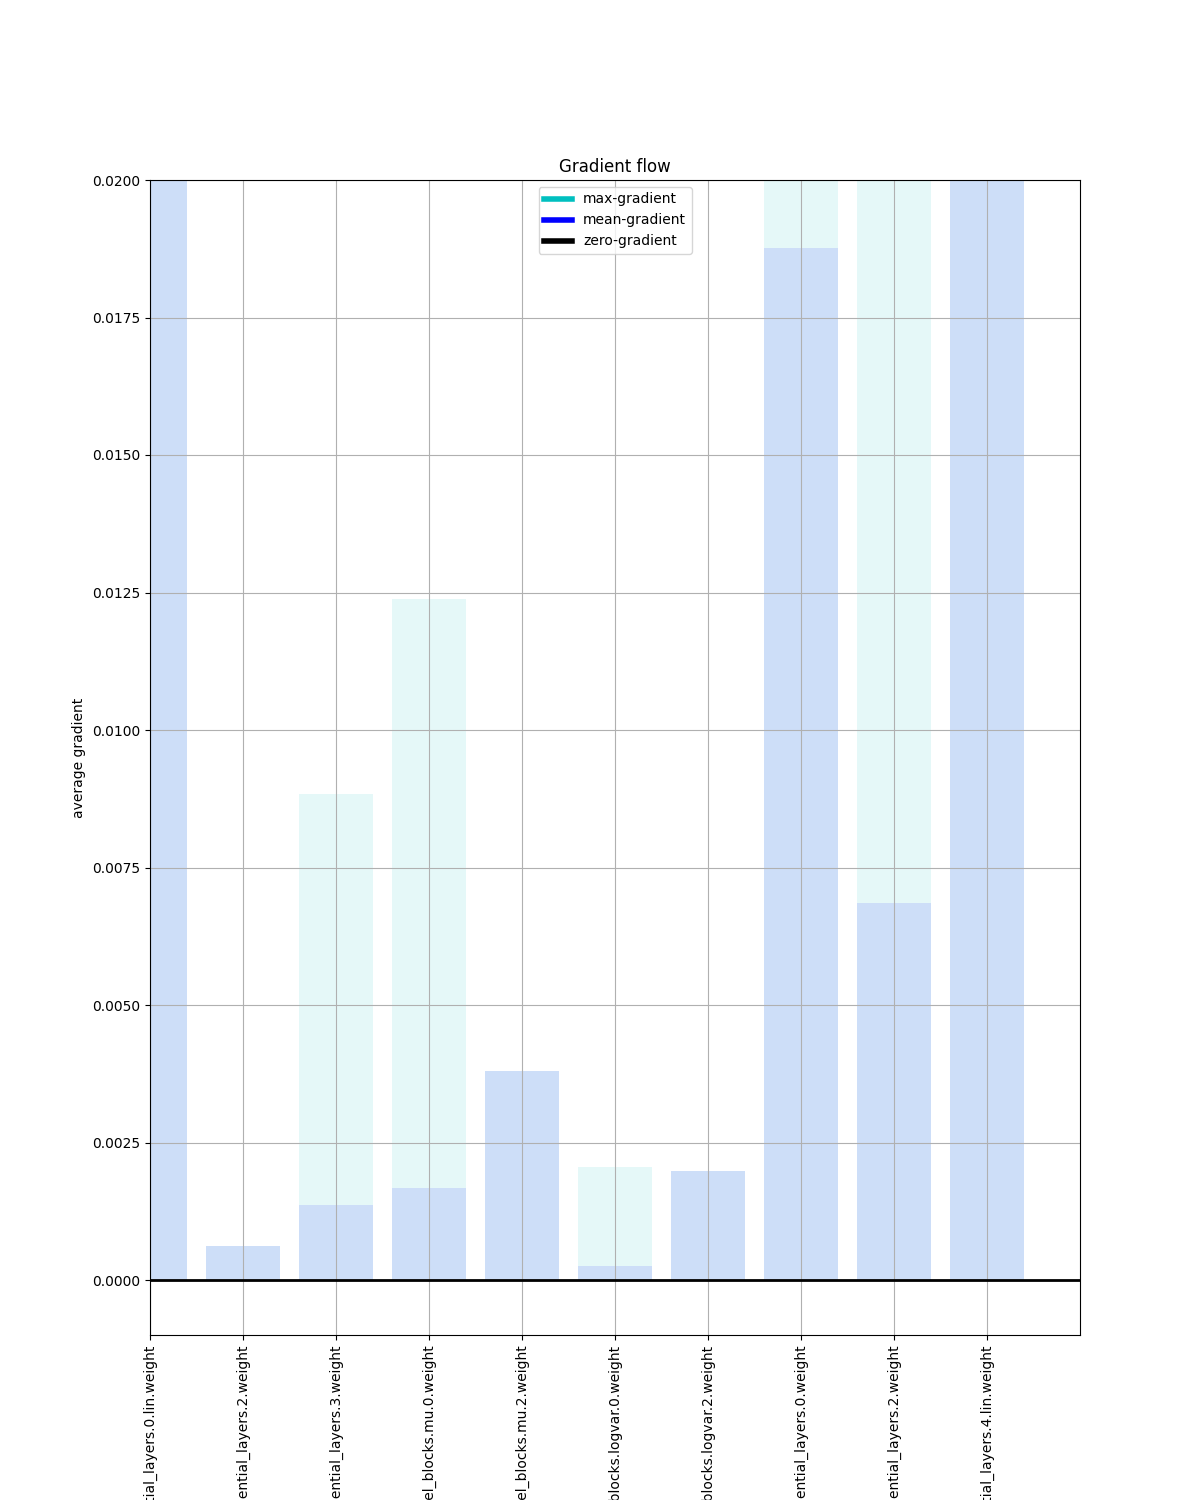 Gradient flow
max-gradient
mean-gradient
zero-gradient
0.0200
0.0175
0.0150
0.0125
0.0100
0.0075
0.0050
0.0025
0.0000
average gradient
tial_layers.0.lin.weight
ential_layers.2.weight
ential_layers.3.weight
el_blocks.mu.0.weight
el_blocks.mu.2.weight
blocks.logvar.0.weight
blocks.logvar.2.weight
ential_layers.0.weight
ential_layers.2.weight
tial_layers.4.lin.weight